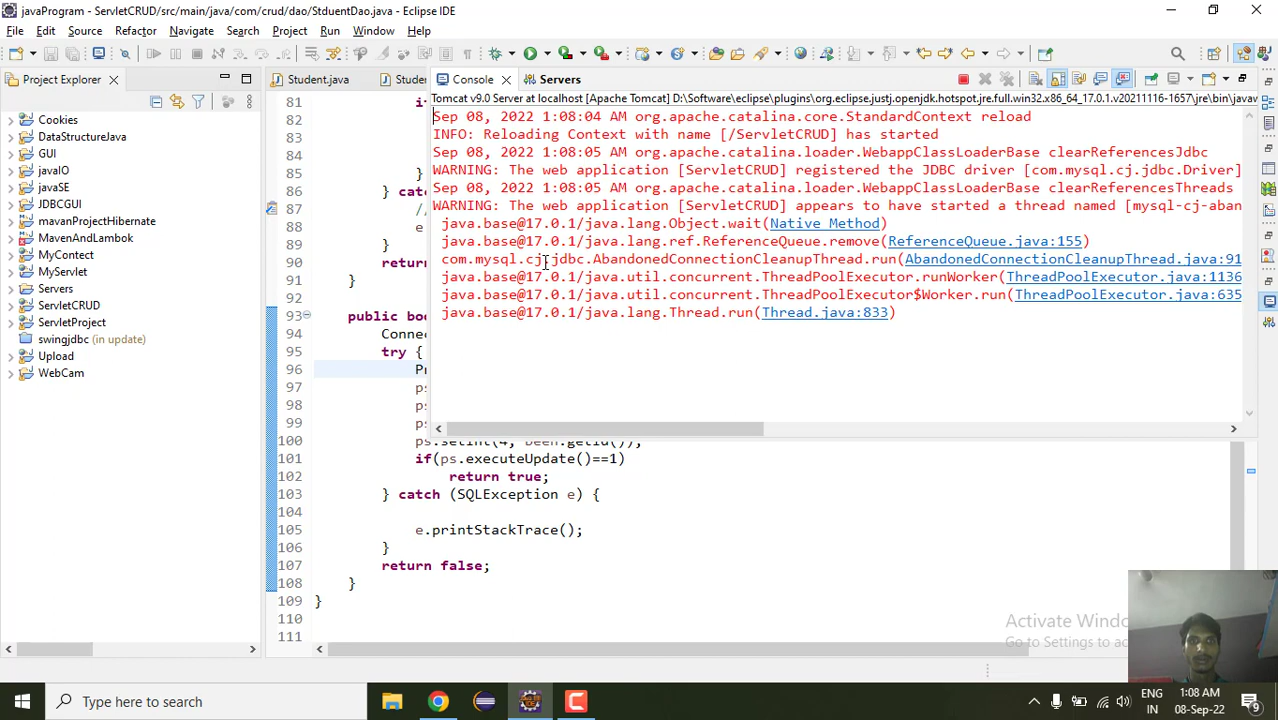 javaProgram - ServletCRUD/src/main/java/com/crud/dao/StduentDao.java - Eclipse IDE
File Edit Source Refactor Navigate Search Project Run Window Help
Project Explorer
Student.java
Studen
Console
Servers
Tomcat v9.0 Server at localhost [Apache Tomcat] D:\Software\eclipse\plugins\org.eclipse.justj.openjdk.hotspot.jre.full.win32.x86_64_17.0.1.v20211116-1657\jre\bin\javaw
Sep 08, 2022 1:08:04 AM org.apache.catalina.core.StandardContext reload
INFO: Reloading Context with name [/ServletCRUD] has started
Sep 08, 2022 1:08:05 AM org.apache.catalina.loader.WebappClassLoaderBase clearReferencesJdbc
WARNING: The web application [ServletCRUD] registered the JDBC driver [com.mysql.cj.jdbc.Driver]
Sep 08, 2022 1:08:05 AM org.apache.catalina.loader.WebappClassLoaderBase clearReferencesThreads
WARNING: The web application [ServletCRUD] appears to have started a thread named [mysql-cj-aban
java.base@17.0.1/java.lang.Object.wait(Native Method)
java.base@17.0.1/java.lang.ref.ReferenceQueue.remove(ReferenceQueue.java:155)
com.mysql.cj.jdbc.AbandonedConnectionCleanupThread.run(AbandonedConnectionCleanupThread.java:91
java.base@17.0.1/java.util.concurrent.ThreadPoolExecutor.runWorker(ThreadPoolExecutor.java:1136
java.base@17.0.1/java.util.concurrent.ThreadPoolExecutor$Worker.run(ThreadPoolExecutor.java:635
java.base@17.0.1/java.lang.Thread.run(Thread.java:833)
Cookies
DataStructureJava
GUI
javaIO
javaSE
JDBCGUI
mavanProjectHibernate
MavenAndLambok
MyContect
MyServlet
Servers
ServletCRUD
ServletProject
swingjdbc (in update)
Upload
WebCam
81 i
82
83
84
85 }
86 } catc
87 //
88 e
89 }
90 retur
91 }
92
93 public boo
94 Connec
95 try {
96 Pr
97 ps
98 ps
99 ps
100 ps.setInt(4, been.getId());
101 if(ps.executeUpdate()==1)
102 return true;
103 } catch (SQLException e) {
104
105 e.printStackTrace();
106 }
107 return false;
108 }
109 }
110
111
Activate Windo
Go to Settings to ac
Type here to search
ENG
IN
1:08 AM
08-Sep-22
9